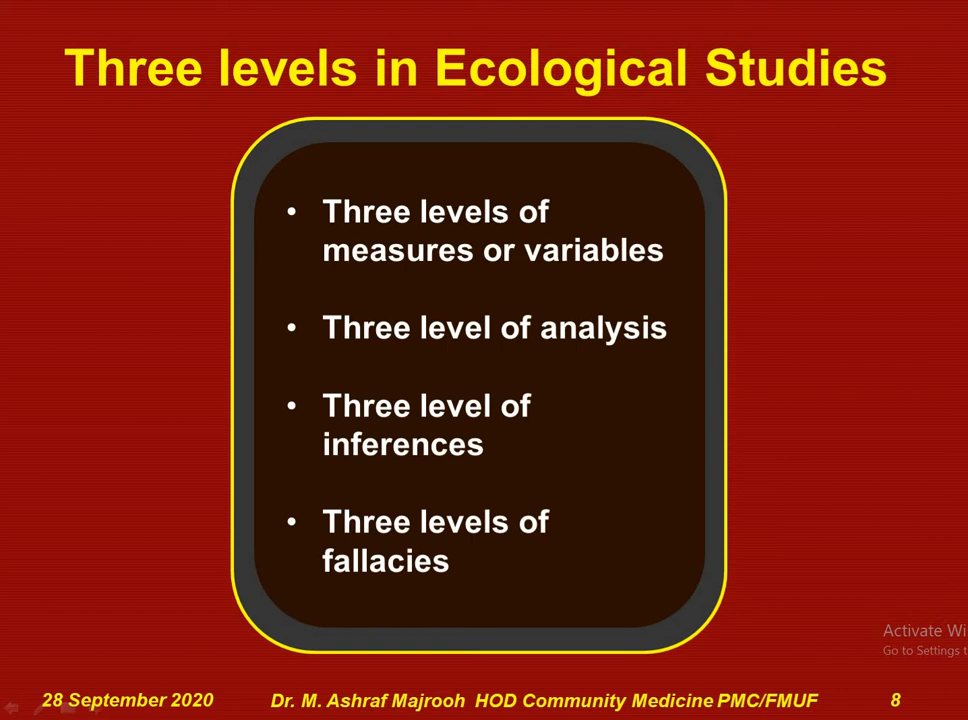 Three levels in Ecological Studies
• Three levels of
measures or variables
• Three level of analysis
• Three level of
inferences
• Three levels of
fallacies
Activate Wi
Go to Settings t
28 September 2020 Dr. M. Ashraf Majrooh HOD Community Medicine PMC/FMUF 8